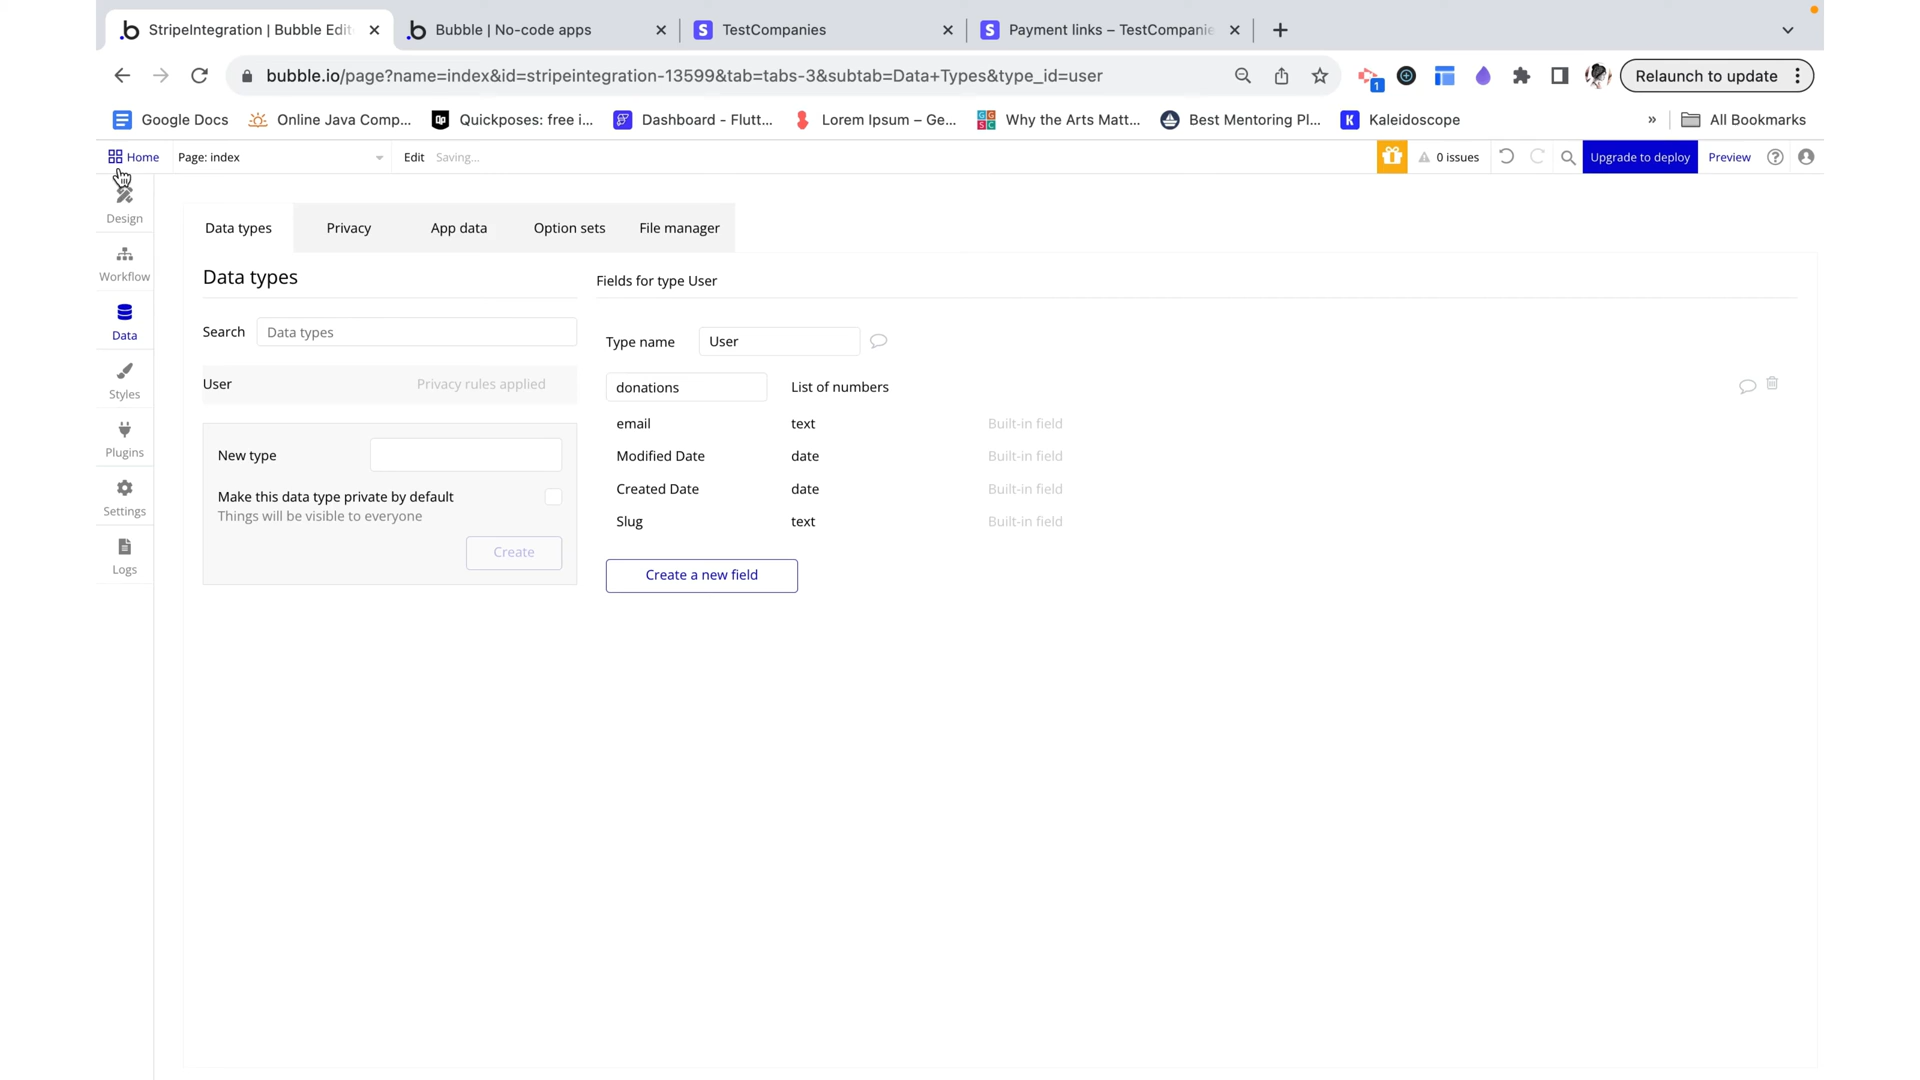 StripeIntegration | Bubble Edit
Bubble | No-code apps
TestCompanies
Payment links – TestCompanie
bubble.io/page?name=index&id=stripeintegration-13599&tab=tabs-3&subtab=Data+Types&type_id=user
1
Relaunch to update
Google Docs
Online Java Comp...
Quickposes: free i...
Dashboard - Flutt...
Lorem Ipsum – Ge...
Why the Arts Matt...
Best Mentoring Pl...
Kaleidoscope
»
All Bookmarks
Home
Page: index
Edit
Saving...
0 issues
Upgrade to deploy
Preview
Design
Workflow
Data
Styles
Plugins
Settings
Logs
Data types
Privacy
App data
Option sets
File manager
Data types
Search
Data types
User
Privacy rules applied
New type
Make this data type private by default
Things will be visible to everyone
Create
Fields for type User
Type name
User
donations
List of numbers
email
text
Built-in field
Modified Date
date
Built-in field
Created Date
date
Built-in field
Slug
text
Built-in field
Create a new field